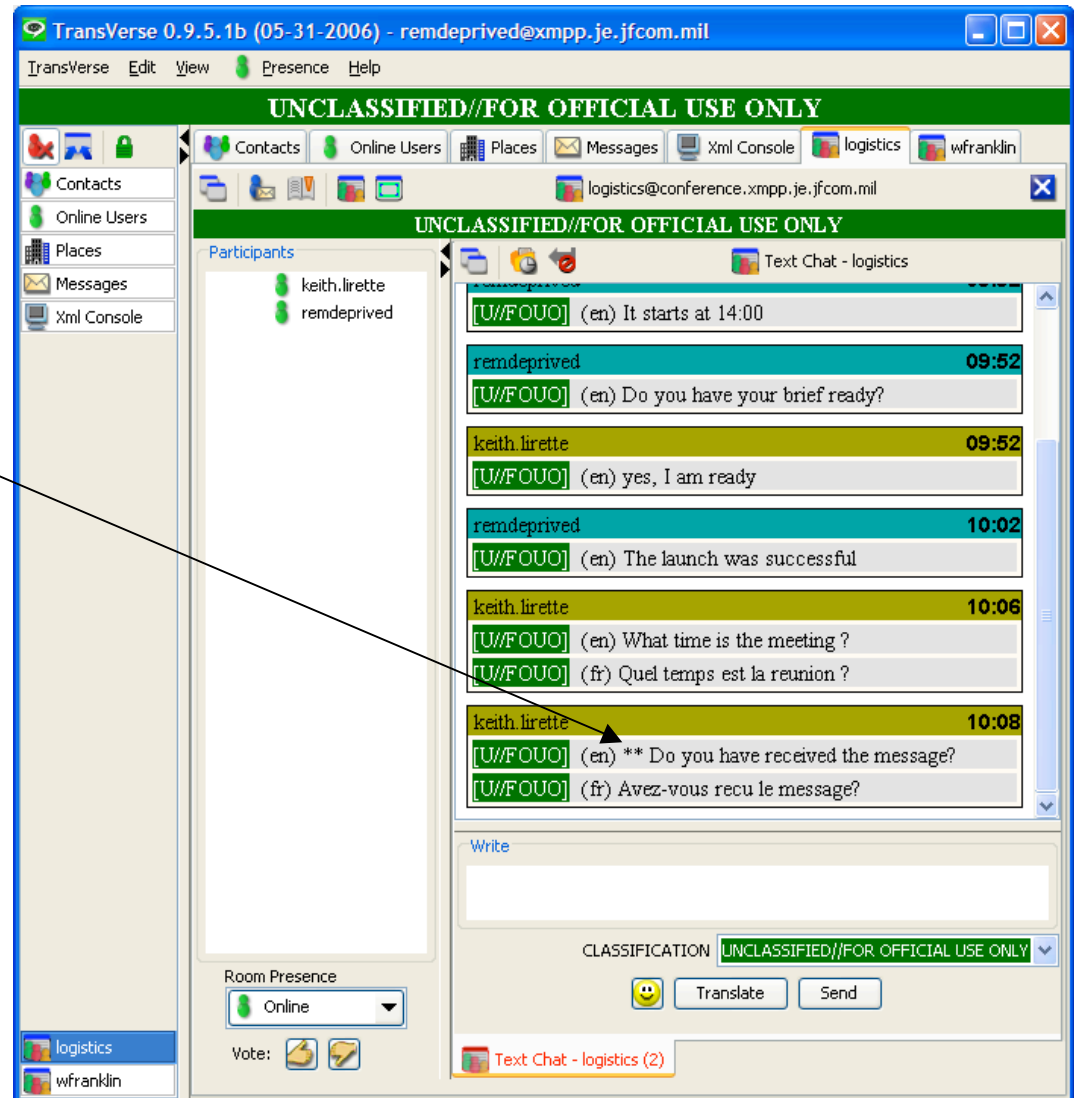 TransVerse 0.9.5.1b (05-31-2006) - remdeprived@xmpp.je.jfcom.mil
TransVerse Edit View Presence Help
UNCLASSIFIED//FOR OFFICIAL USE ONLY
Contacts Online Users Places Messages Xml Console logistics wfranklin
Contacts
Online Users
Places
Messages
Xml Console
logistics
wfranklin
logistics@conference.xmpp.je.jfcom.mil
UNCLASSIFIED//FOR OFFICIAL USE ONLY
Participants
keith.lirette
remdeprived
Room Presence
Online
Vote:
Text Chat - logistics
remdeprived 09:52
[U//FOUO] (en) It starts at 14:00
remdeprived 09:52
[U//FOUO] (en) Do you have your brief ready?
keith.lirette 09:52
[U//FOUO] (en) yes, I am ready
remdeprived 10:02
[U//FOUO] (en) The launch was successful
keith.lirette 10:06
[U//FOUO] (en) What time is the meeting ?
[U//FOUO] (fr) Quel temps est la reunion ?
keith.lirette 10:08
[U//FOUO] (en) ** Do you have received the message?
[U//FOUO] (fr) Avez-vous recu le message?
Write
CLASSIFICATION UNCLASSIFIED//FOR OFFICIAL USE ONLY
Translate Send
Text Chat - logistics (2)